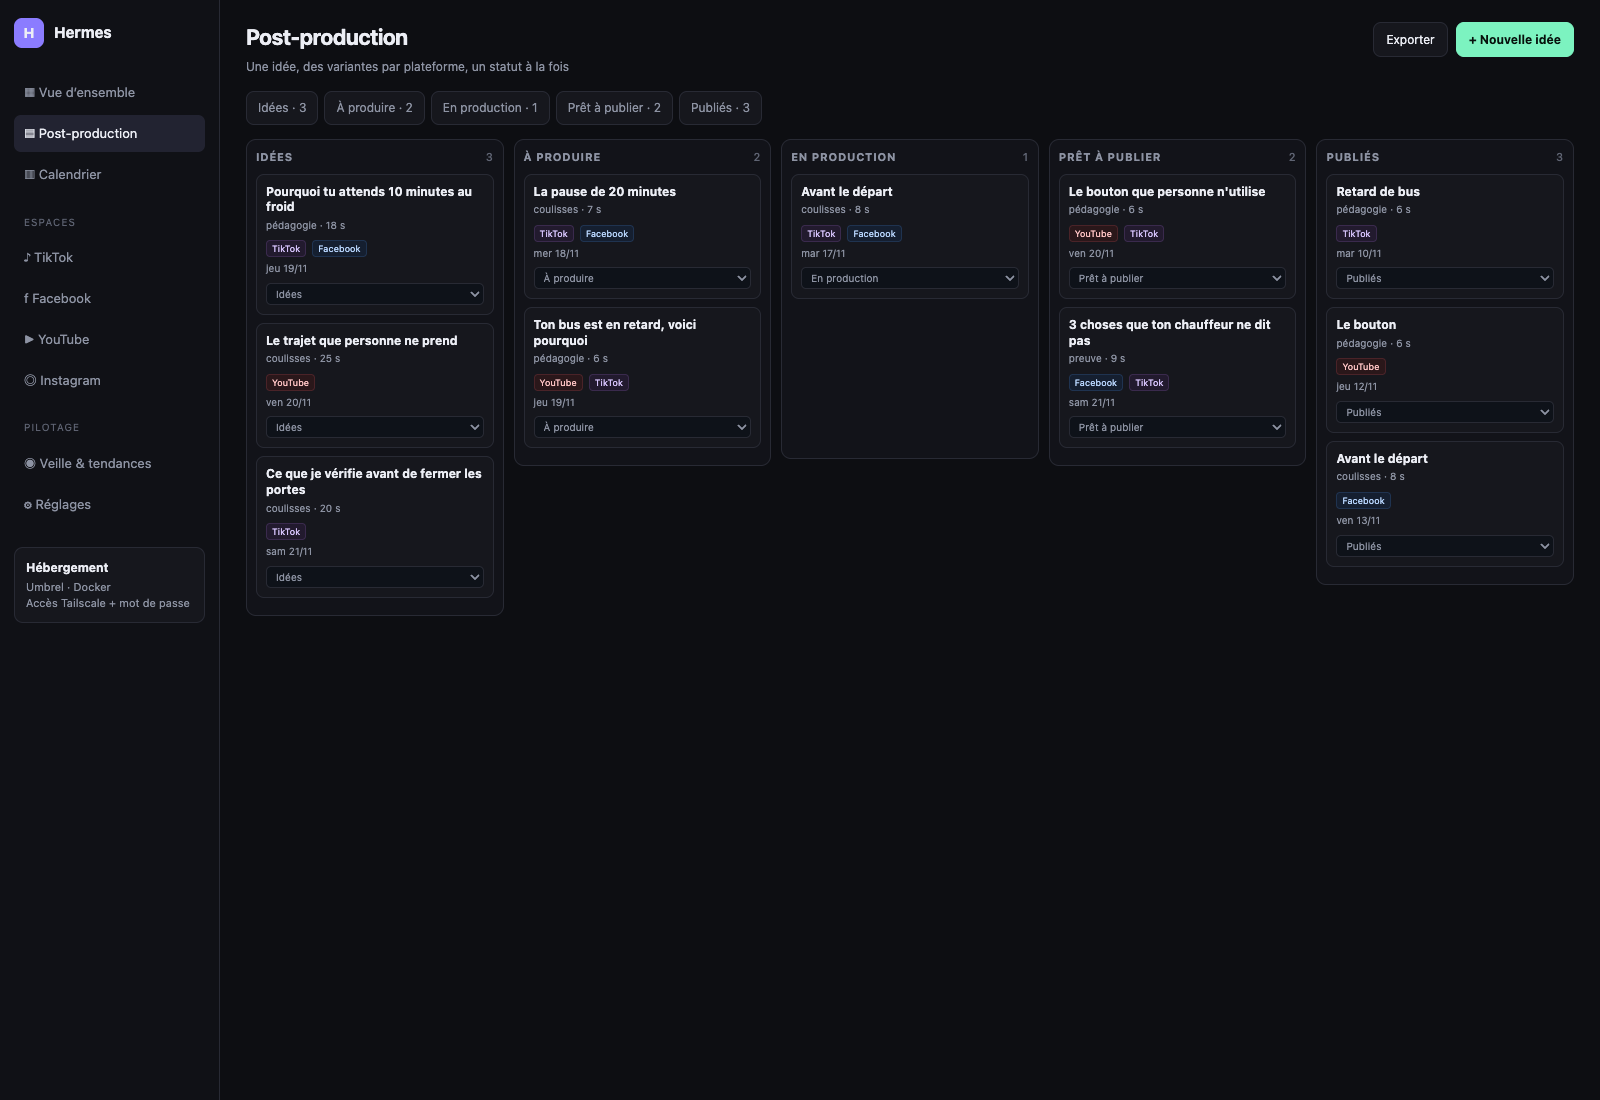 H Hermes
Vue d'ensemble
Post-production
Calendrier
ESPACES
♪ TikTok
f Facebook
▶ YouTube
◎ Instagram
PILOTAGE
◉ Veille & tendances
⚙ Réglages
Hébergement
Umbrel · Docker
Accès Tailscale + mot de passe
Post-production
Une idée, des variantes par plateforme, un statut à la fois
Exporter
+ Nouvelle idée
Idées · 3
À produire · 2
En production · 1
Prêt à publier · 2
Publiés · 3
IDÉES 3
Pourquoi tu attends 10 minutes au
froid
pédagogie · 18 s
TikTok Facebook
jeu 19/11
Idées
Le trajet que personne ne prend
coulisses · 25 s
YouTube
ven 20/11
Idées
Ce que je vérifie avant de fermer les
portes
coulisses · 20 s
TikTok
sam 21/11
Idées
À PRODUIRE 2
La pause de 20 minutes
coulisses · 7 s
TikTok Facebook
mer 18/11
À produire
Ton bus est en retard, voici
pourquoi
pédagogie · 6 s
YouTube TikTok
jeu 19/11
À produire
EN PRODUCTION 1
Avant le départ
coulisses · 8 s
TikTok Facebook
mar 17/11
En production
PRÊT À PUBLIER 2
Le bouton que personne n'utilise
pédagogie · 6 s
YouTube TikTok
ven 20/11
Prêt à publier
3 choses que ton chauffeur ne dit
pas
preuve · 9 s
Facebook TikTok
sam 21/11
Prêt à publier
PUBLIÉS 3
Retard de bus
pédagogie · 6 s
TikTok
mar 10/11
Publiés
Le bouton
pédagogie · 6 s
YouTube
jeu 12/11
Publiés
Avant le départ
coulisses · 8 s
Facebook
ven 13/11
Publiés